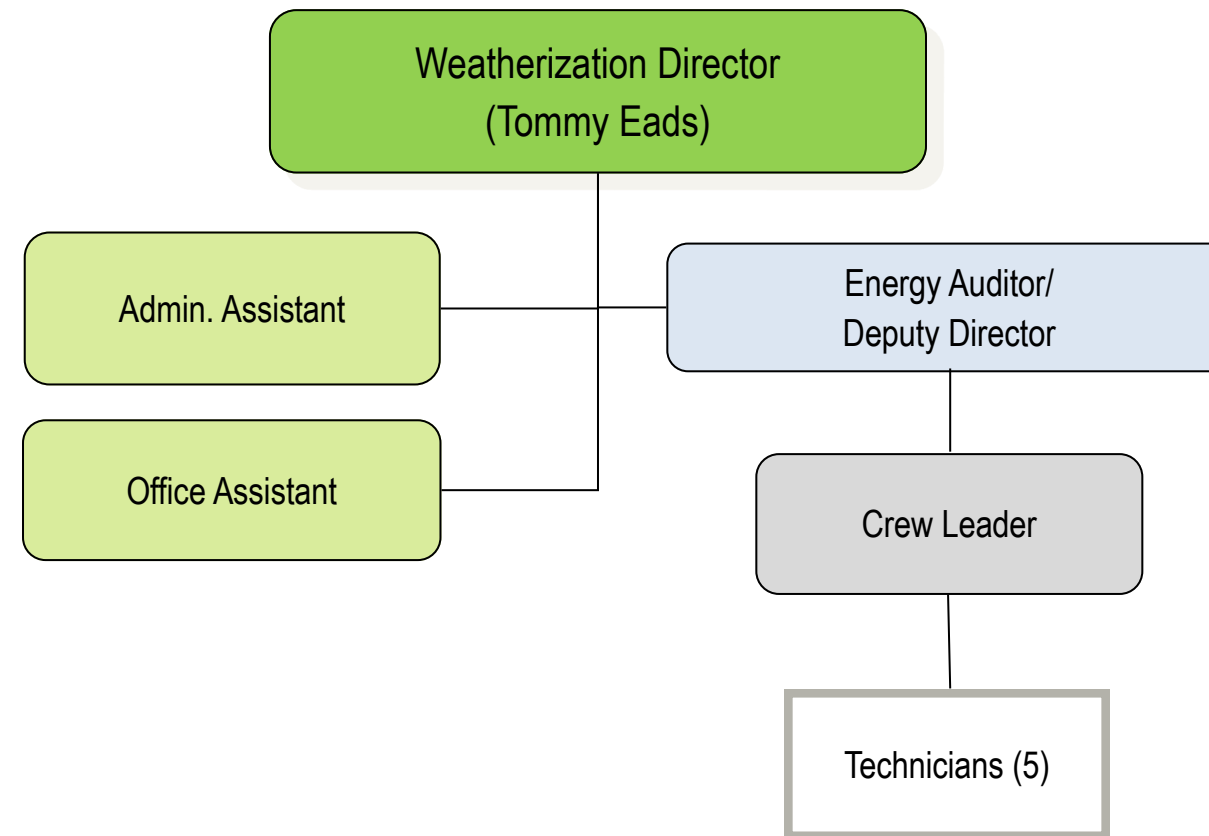 Weatherization Director
(Tommy Eads)
Admin. Assistant
Energy Auditor/
Deputy Director
Office Assistant
Crew Leader
Technicians (5)